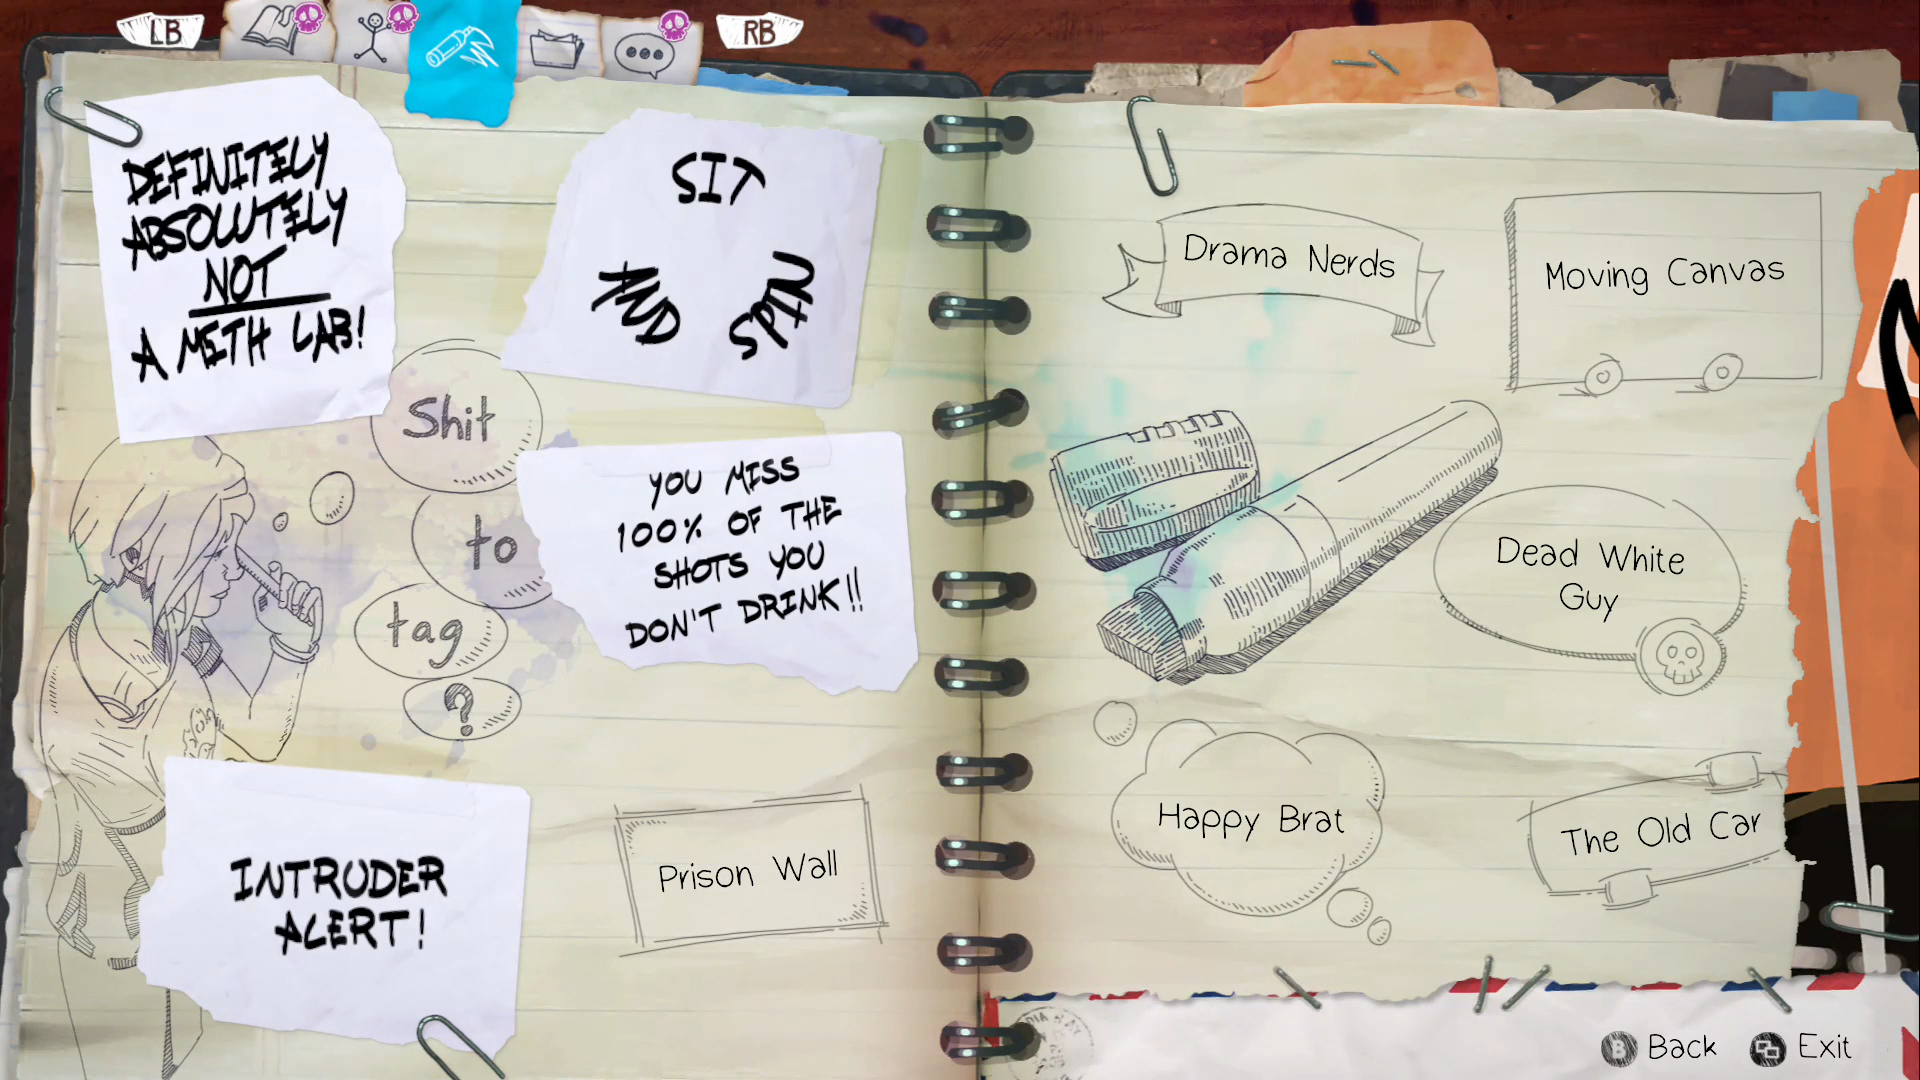 LB
RB
DEFINITELY
ABSOLUTELY
NOT
A METH LAB!
SIT
AND SPIN
Shit
to
tag
?
YOU MISS
100% OF THE
SHOTS YOU
DON'T DRINK!!
INTRUDER
ALERT!
Prison Wall
Drama Nerds
Moving Canvas
Dead White
Guy
Happy Brat
The Old Car
B Back
Exit